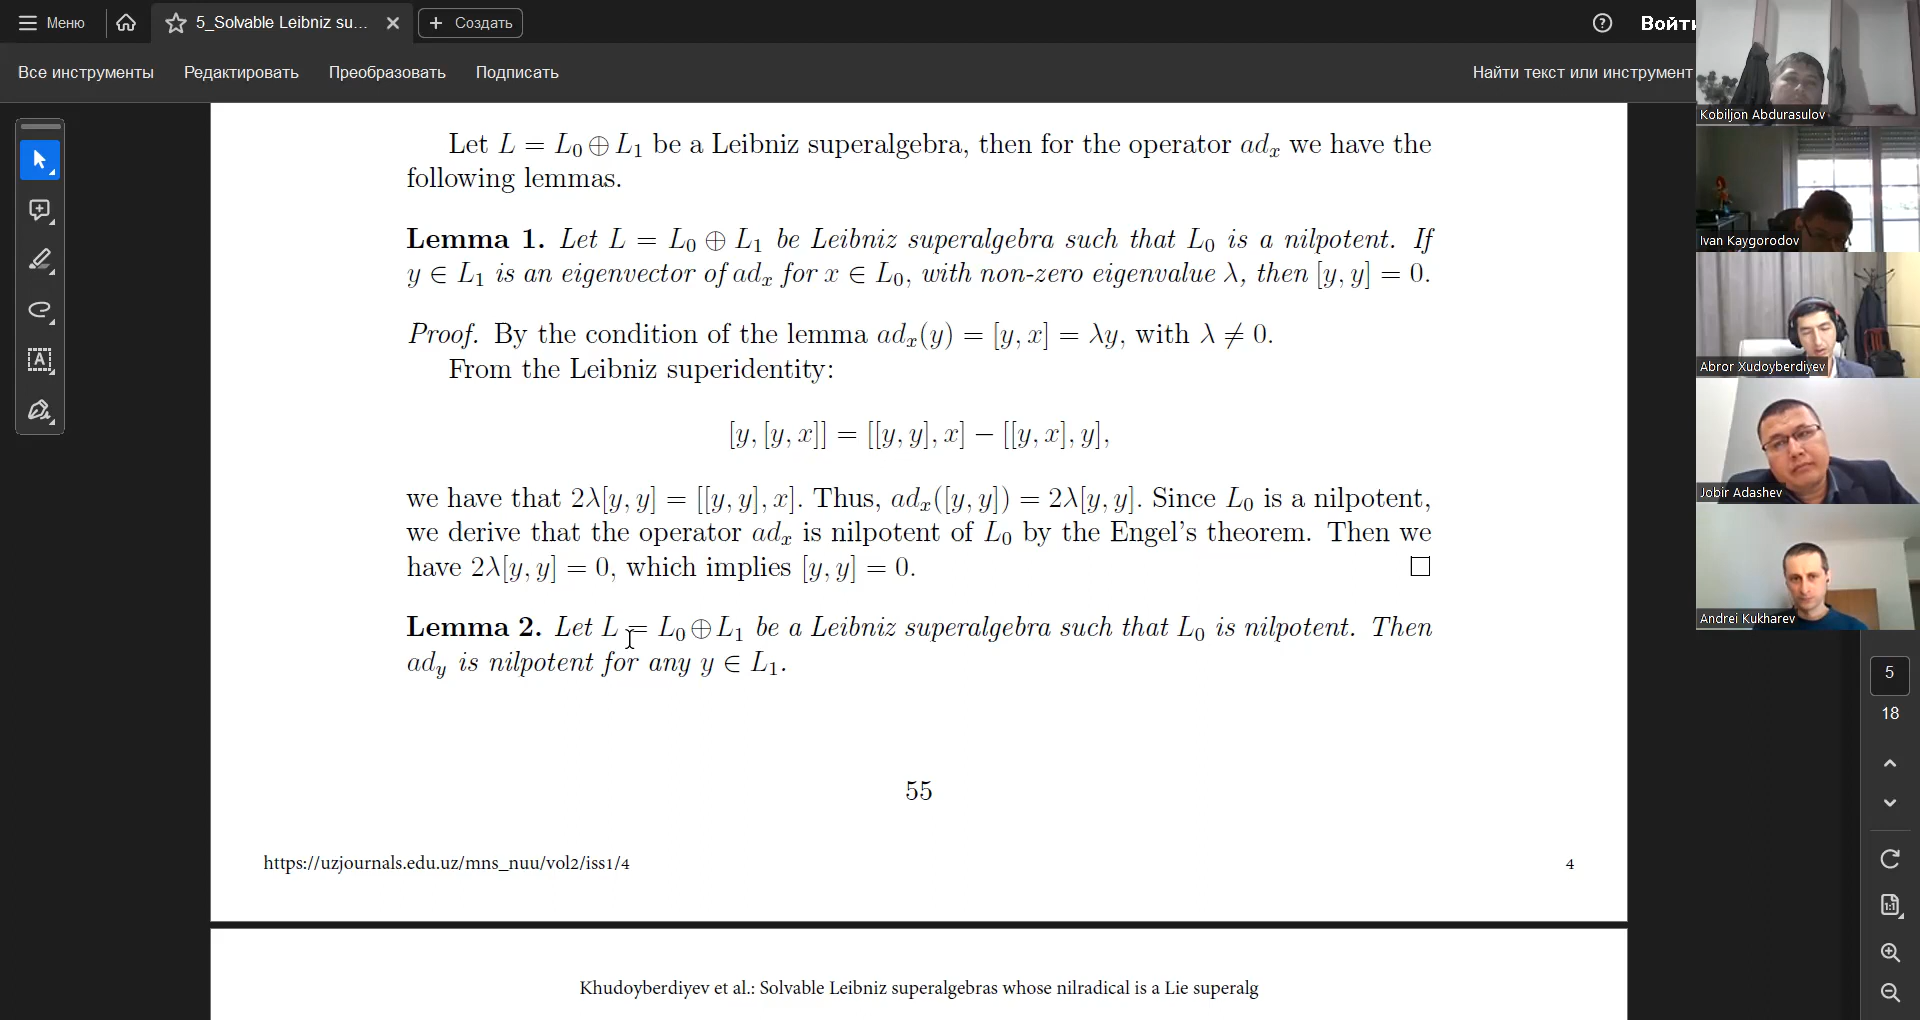 Меню
5_Solvable Leibniz su...
Создать
Войти
Все инструменты
Редактировать
Преобразовать
Подписать
Найти текст или инструмент
Let L = L₀ ⊕ L₁ be a Leibniz superalgebra, then for the operator adₓ we have the
following lemmas.
Lemma 1. Let L = L₀ ⊕ L₁ be Leibniz superalgebra such that L₀ is a nilpotent. If
y ∈ L₁ is an eigenvector of adₓ for x ∈ L₀, with non-zero eigenvalue λ, then [y, y] = 0.
Proof. By the condition of the lemma adₓ(y) = [y, x] = λy, with λ ≠ 0.
From the Leibniz superidentity:
[y, [y, x]] = [[y, y], x] − [[y, x], y],
we have that 2λ[y, y] = [[y, y], x]. Thus, adₓ([y, y]) = 2λ[y, y]. Since L₀ is a nilpotent,
we derive that the operator adₓ is nilpotent of L₀ by the Engel's theorem. Then we
have 2λ[y, y] = 0, which implies [y, y] = 0. □
Lemma 2. Let L = L₀ ⊕ L₁ be a Leibniz superalgebra such that L₀ is nilpotent. Then
ad_y is nilpotent for any y ∈ L₁.
55
https://uzjournals.edu.uz/mns_nuu/vol2/iss1/4
4
Khudoyberdiyev et al.: Solvable Leibniz superalgebras whose nilradical is a Lie superalg
Kobiljon Abdurasulov
Ivan Kaygorodov
Abror Xudoyberdiyev
Jobir Adashev
Andrei Kukharev
5
18
1:1